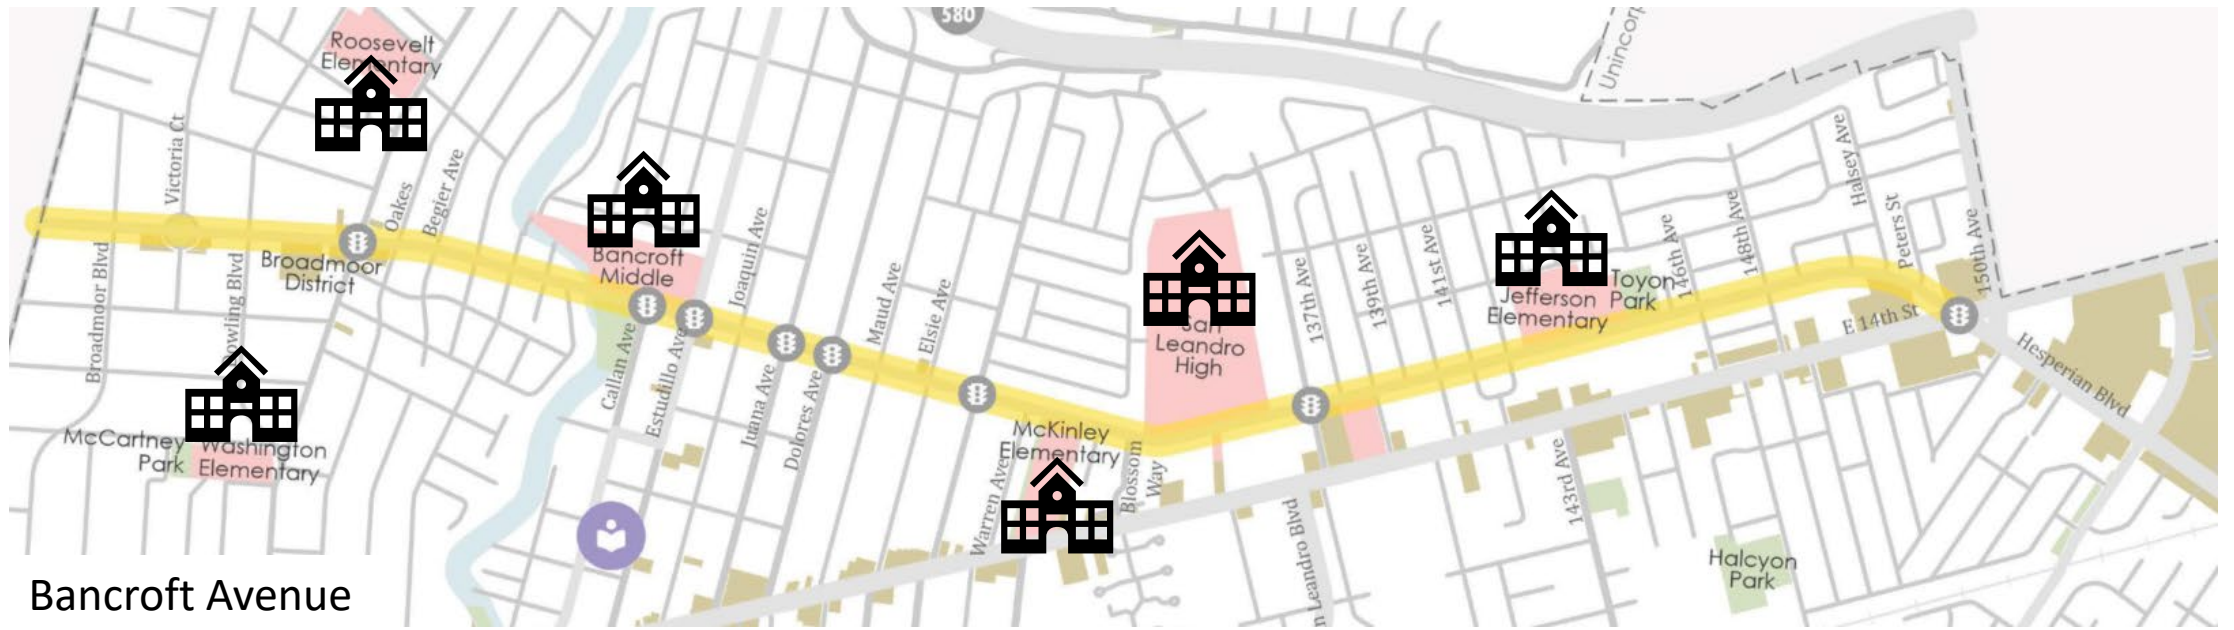 580
Unincorp
Roosevelt
Elementary
Victoria Ct
Oakes
Begier Ave
Broadmoor Blvd
Dowling Blvd
Broadmoor
District
Bancroft
Middle
Joaquin Ave
Callan Ave
Estudillo Ave
Juana Ave
Dolores Ave
Maud Ave
Elsie Ave
McCartney
Park
Washington
Elementary
Warren Ave
McKinley
Elementary
Blossom
Way
San
Leandro
High
137th Ave
139th Ave
141st Ave
143rd Ave
Jefferson
Elementary
Toyon
Park
146th Ave
148th Ave
Halsey Ave
Peters St
150th Ave
E 14th St
Hesperian Blvd
n Leandro Blvd
Halcyon
Park
Bancroft Avenue